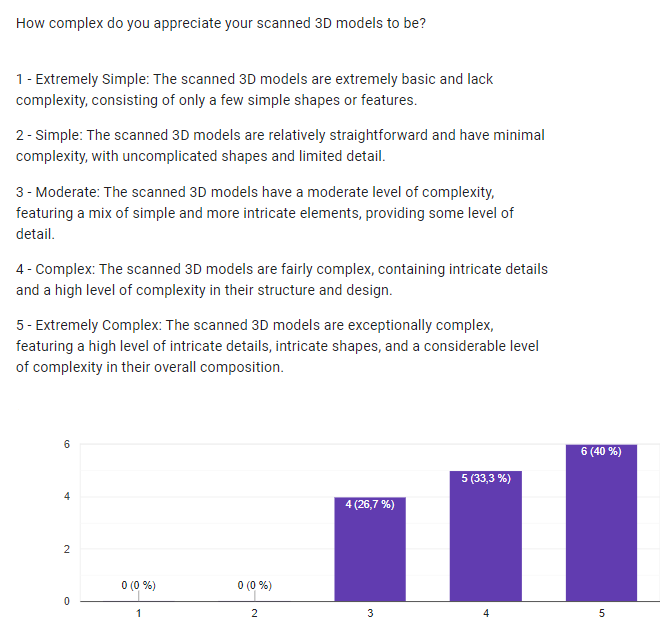 How complex do you appreciate your scanned 3D models to be?
1 - Extremely Simple: The scanned 3D models are extremely basic and lack
complexity, consisting of only a few simple shapes or features.
2 - Simple: The scanned 3D models are relatively straightforward and have minimal
complexity, with uncomplicated shapes and limited detail.
3 - Moderate: The scanned 3D models have a moderate level of complexity,
featuring a mix of simple and more intricate elements, providing some level of
detail.
4 - Complex: The scanned 3D models are fairly complex, containing intricate details
and a high level of complexity in their structure and design.
5 - Extremely Complex: The scanned 3D models are exceptionally complex,
featuring a high level of intricate details, intricate shapes, and a considerable level
of complexity in their overall composition.
6
6 (40 %)
5 (33,3 %)
4
4 (26,7 %)
2
0 (0 %) 0 (0 %)
0
1 2 3 4 5